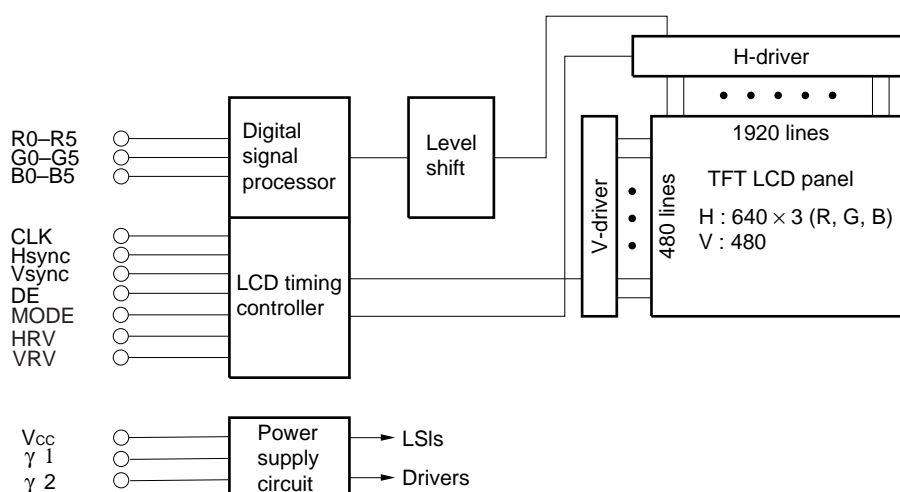 H-driver
R0–R5
G0–G5
B0–B5
Digital
signal
processor
Level
shift
1920 lines
TFT LCD panel
H : 640 × 3 (R, G, B)
V : 480
V-driver
480 lines
CLK
Hsync
Vsync
DE
MODE
HRV
VRV
LCD timing
controller
Vcc
γ 1
γ 2
Power
supply
circuit
LSIs
Drivers